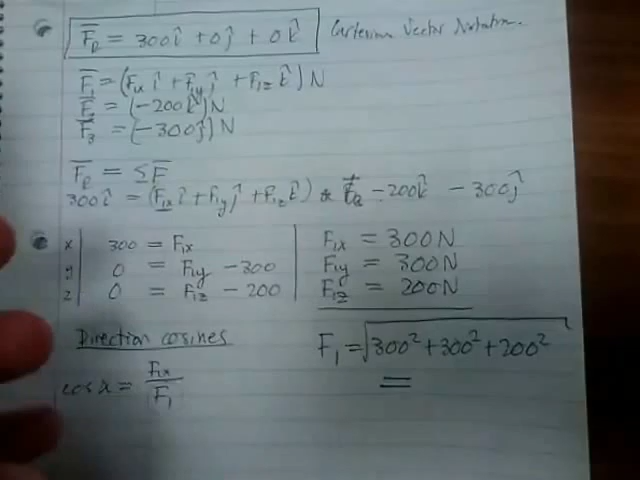 F̄R = 300î + 0ĵ + 0k̂ Cartesian Vector Notation.
F̄1 = (F1x î + F1y ĵ + F1z k̂) N
F̄2 = (-200k̂) N
F̄3 = (-300ĵ) N
F̄R = ΣF̄
300î = (F1x î + F1y ĵ + F1z k̂) - 200k̂ - 300ĵ
x | 300 = F1x | F1x = 300N
y | 0 = F1y - 300 | F1y = 300N
z | 0 = F1z - 200 | F1z = 200N
Direction cosines
F1 = √300² + 300² + 200²
cos α = F1x / F1
=